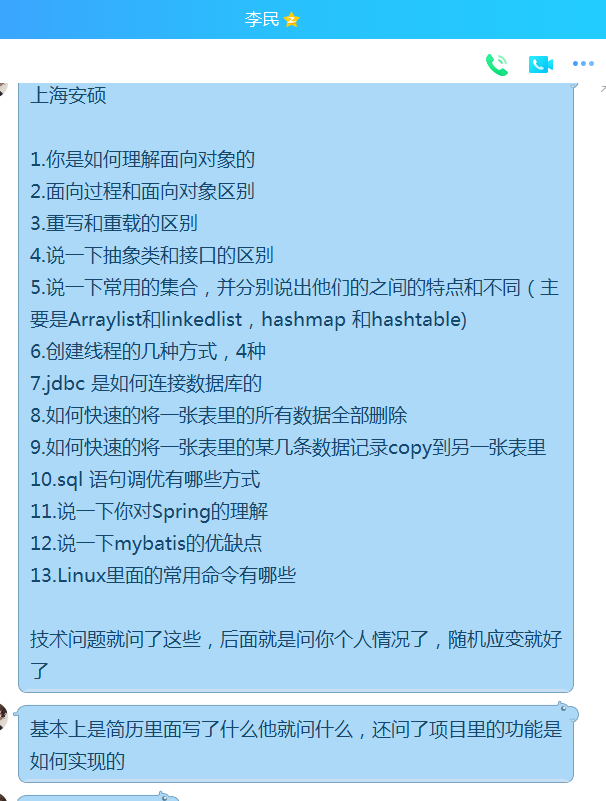 李民
上海安硕
1.你是如何理解面向对象的
2.面向过程和面向对象区别
3.重写和重载的区别
4.说一下抽象类和接口的区别
5.说一下常用的集合，并分别说出他们的之间的特点和不同（主
要是Arraylist和linkedlist，hashmap 和hashtable)
6.创建线程的几种方式，4种
7.jdbc 是如何连接数据库的
8.如何快速的将一张表里的所有数据全部删除
9.如何快速的将一张表里的某几条数据记录copy到另一张表里
10.sql 语句调优有哪些方式
11.说一下你对Spring的理解
12.说一下mybatis的优缺点
13.Linux里面的常用命令有哪些
技术问题就问了这些，后面就是问你个人情况了，随机应变就好
了
基本上是简历里面写了什么他就问什么，还问了项目里的功能是
如何实现的